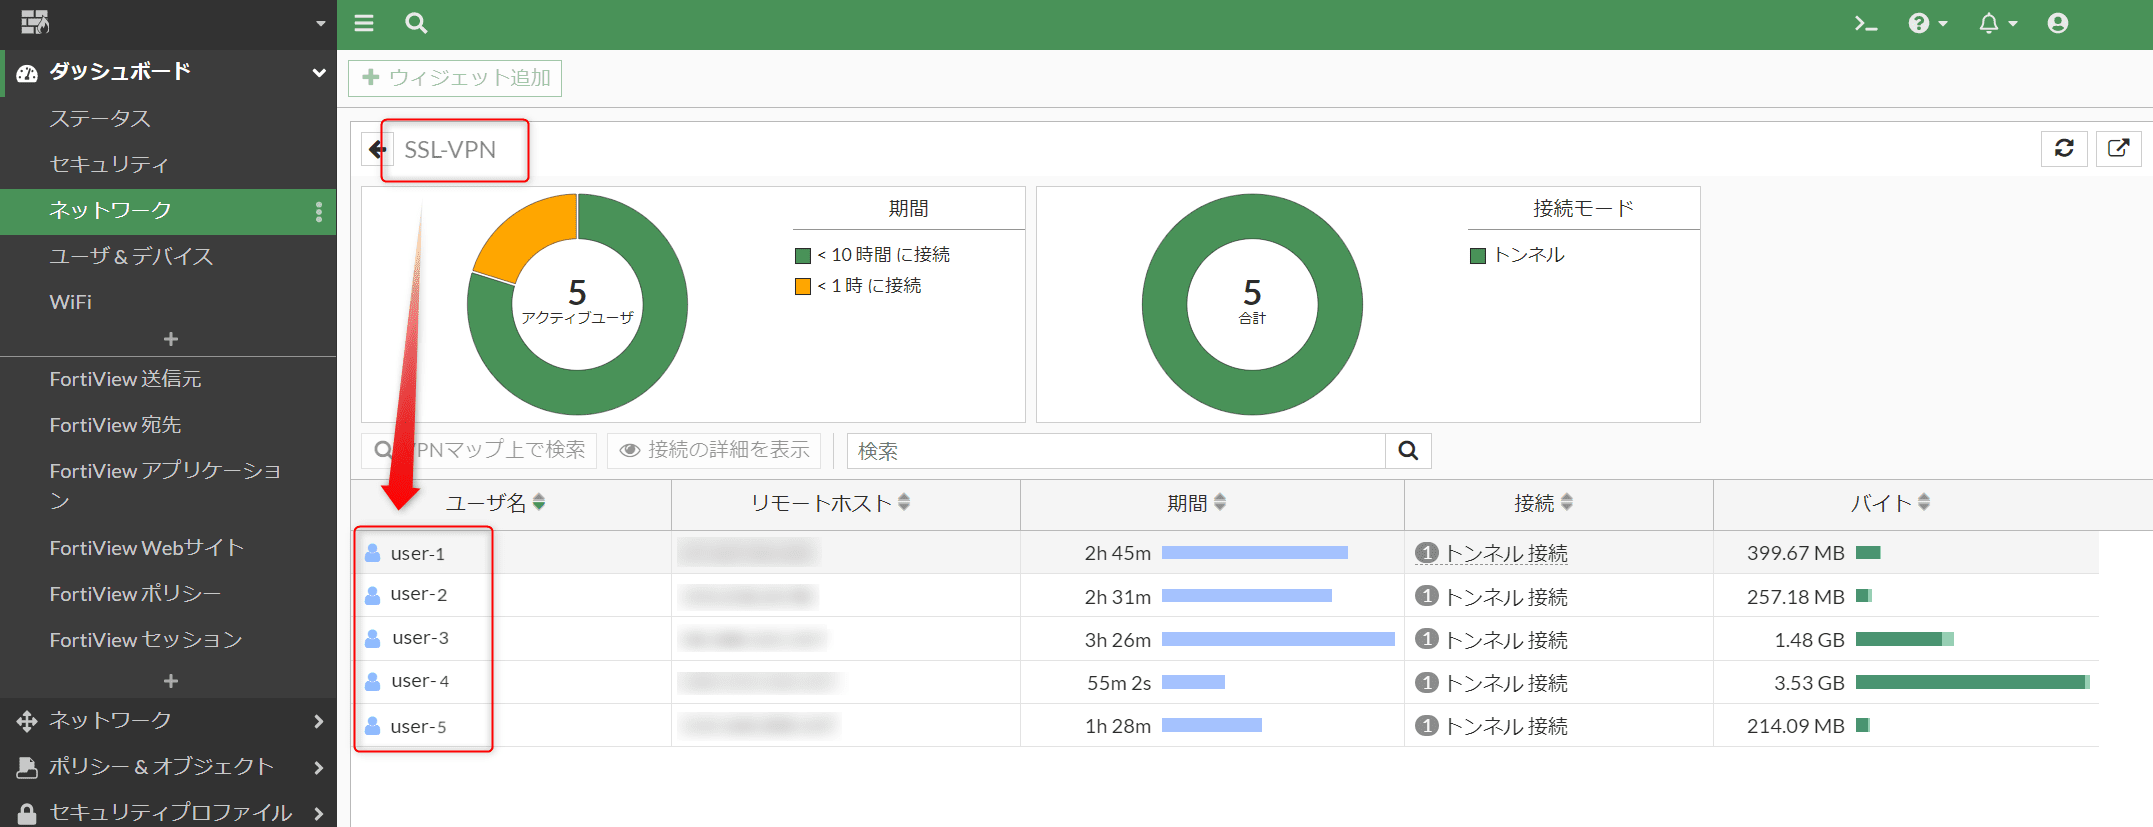 ダッシュボード
ステータス
セキュリティ
ネットワーク
ユーザ & デバイス
WiFi
FortiView 送信元
FortiView 宛先
FortiView アプリケーション
FortiView Webサイト
FortiView ポリシー
FortiView セッション
ネットワーク
ポリシー & オブジェクト
セキュリティプロファイル
ウィジェット追加
SSL-VPN
5
アクティブユーザ
期間
< 10 時間 に接続
< 1 時 に接続
5
合計
接続モード
トンネル
VPNマップ上で検索 接続の詳細を表示 検索
ユーザ名 リモートホスト 期間 接続 バイト
user-1 2h 45m 1 トンネル 接続 399.67 MB
user-2 2h 31m 1 トンネル 接続 257.18 MB
user-3 3h 26m 1 トンネル 接続 1.48 GB
user-4 55m 2s 1 トンネル 接続 3.53 GB
user-5 1h 28m 1 トンネル 接続 214.09 MB